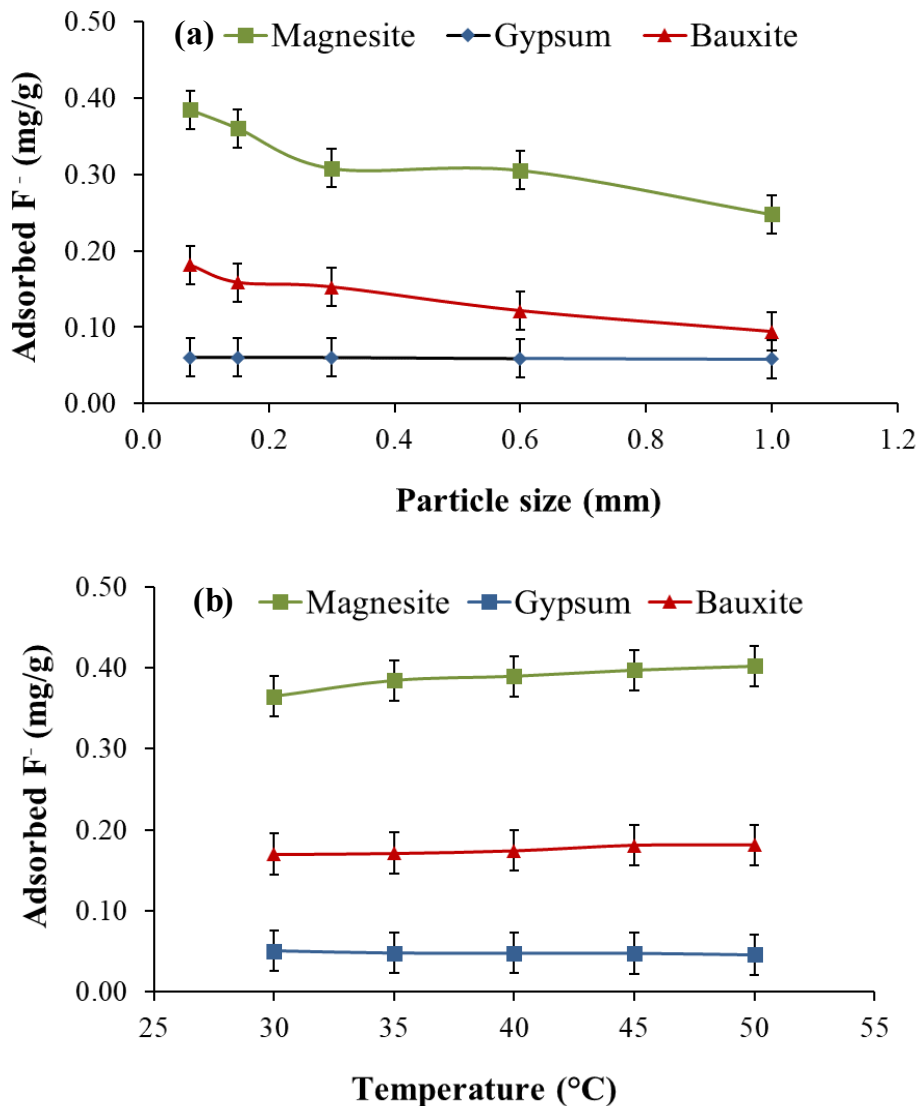 (a) Magnesite Gypsum Bauxite
Adsorbed F - (mg/g)
0.50
0.40
0.30
0.20
0.10
0.00
0.0 0.2 0.4 0.6 0.8 1.0 1.2
Particle size (mm)
(b) Magnesite Gypsum Bauxite
Adsorbed F- (mg/g)
0.50
0.40
0.30
0.20
0.10
0.00
25 30 35 40 45 50 55
Temperature (°C)